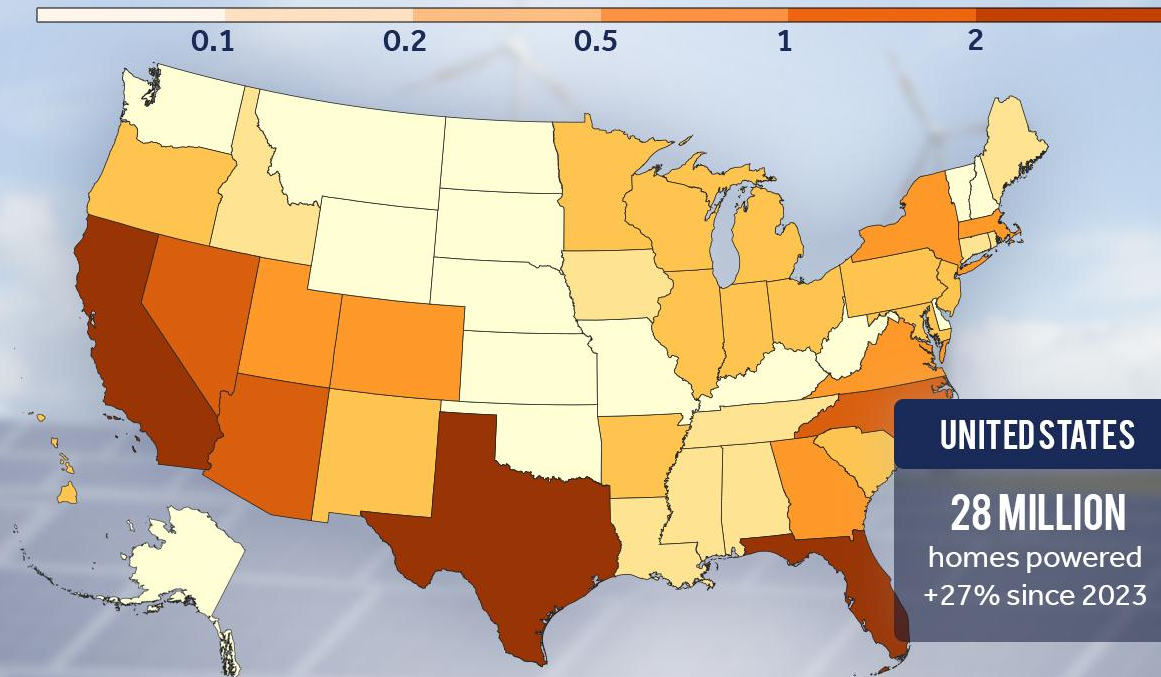 0.1 0.2 0.5 1 2
UNITED STATES
28 MILLION
homes powered
+27% since 2023